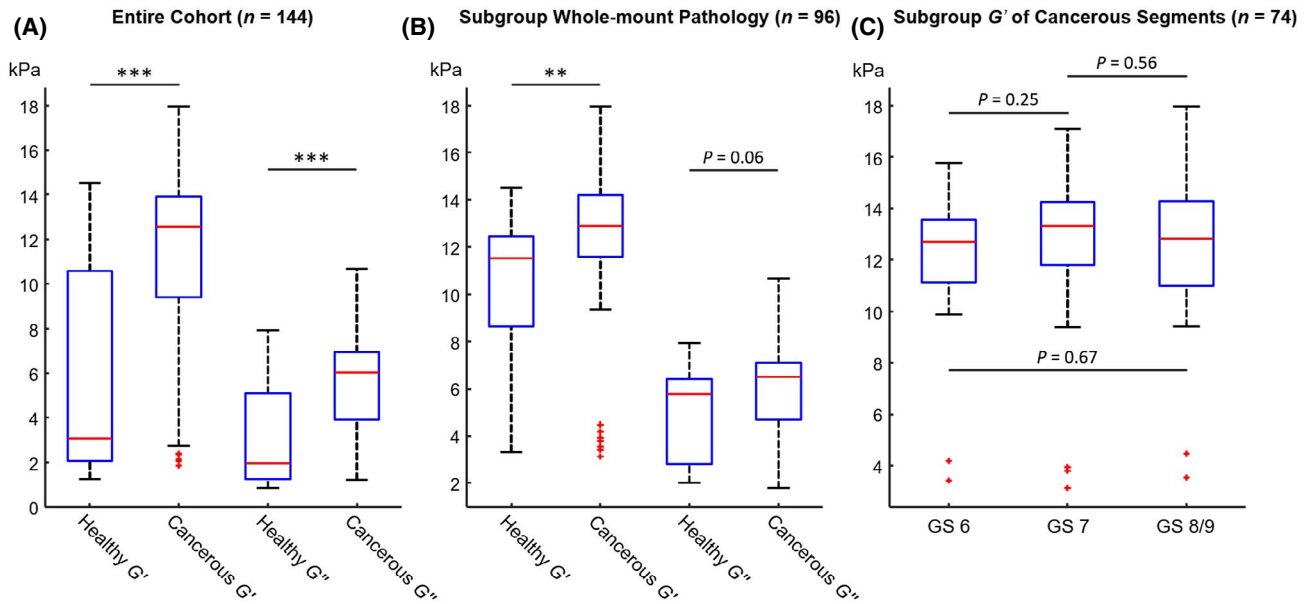 Entire Cohort (n = 144)
Subgroup Whole-mount Pathology (n = 96)
Subgroup G′ of Cancerous Segments (n = 74)
(A)
(B)
(C)
kPa
***
***
18
16
14
12
10
8
6
4
2
0
Healthy G′
Cancerous G′
Healthy G″
Cancerous G″
kPa
**
P = 0.06
18
16
14
12
10
8
6
4
2
Healthy G′
Cancerous G′
Healthy G″
Cancerous G″
kPa
P = 0.56
P = 0.25
P = 0.67
18
16
14
12
10
8
6
4
GS 6
GS 7
GS 8/9